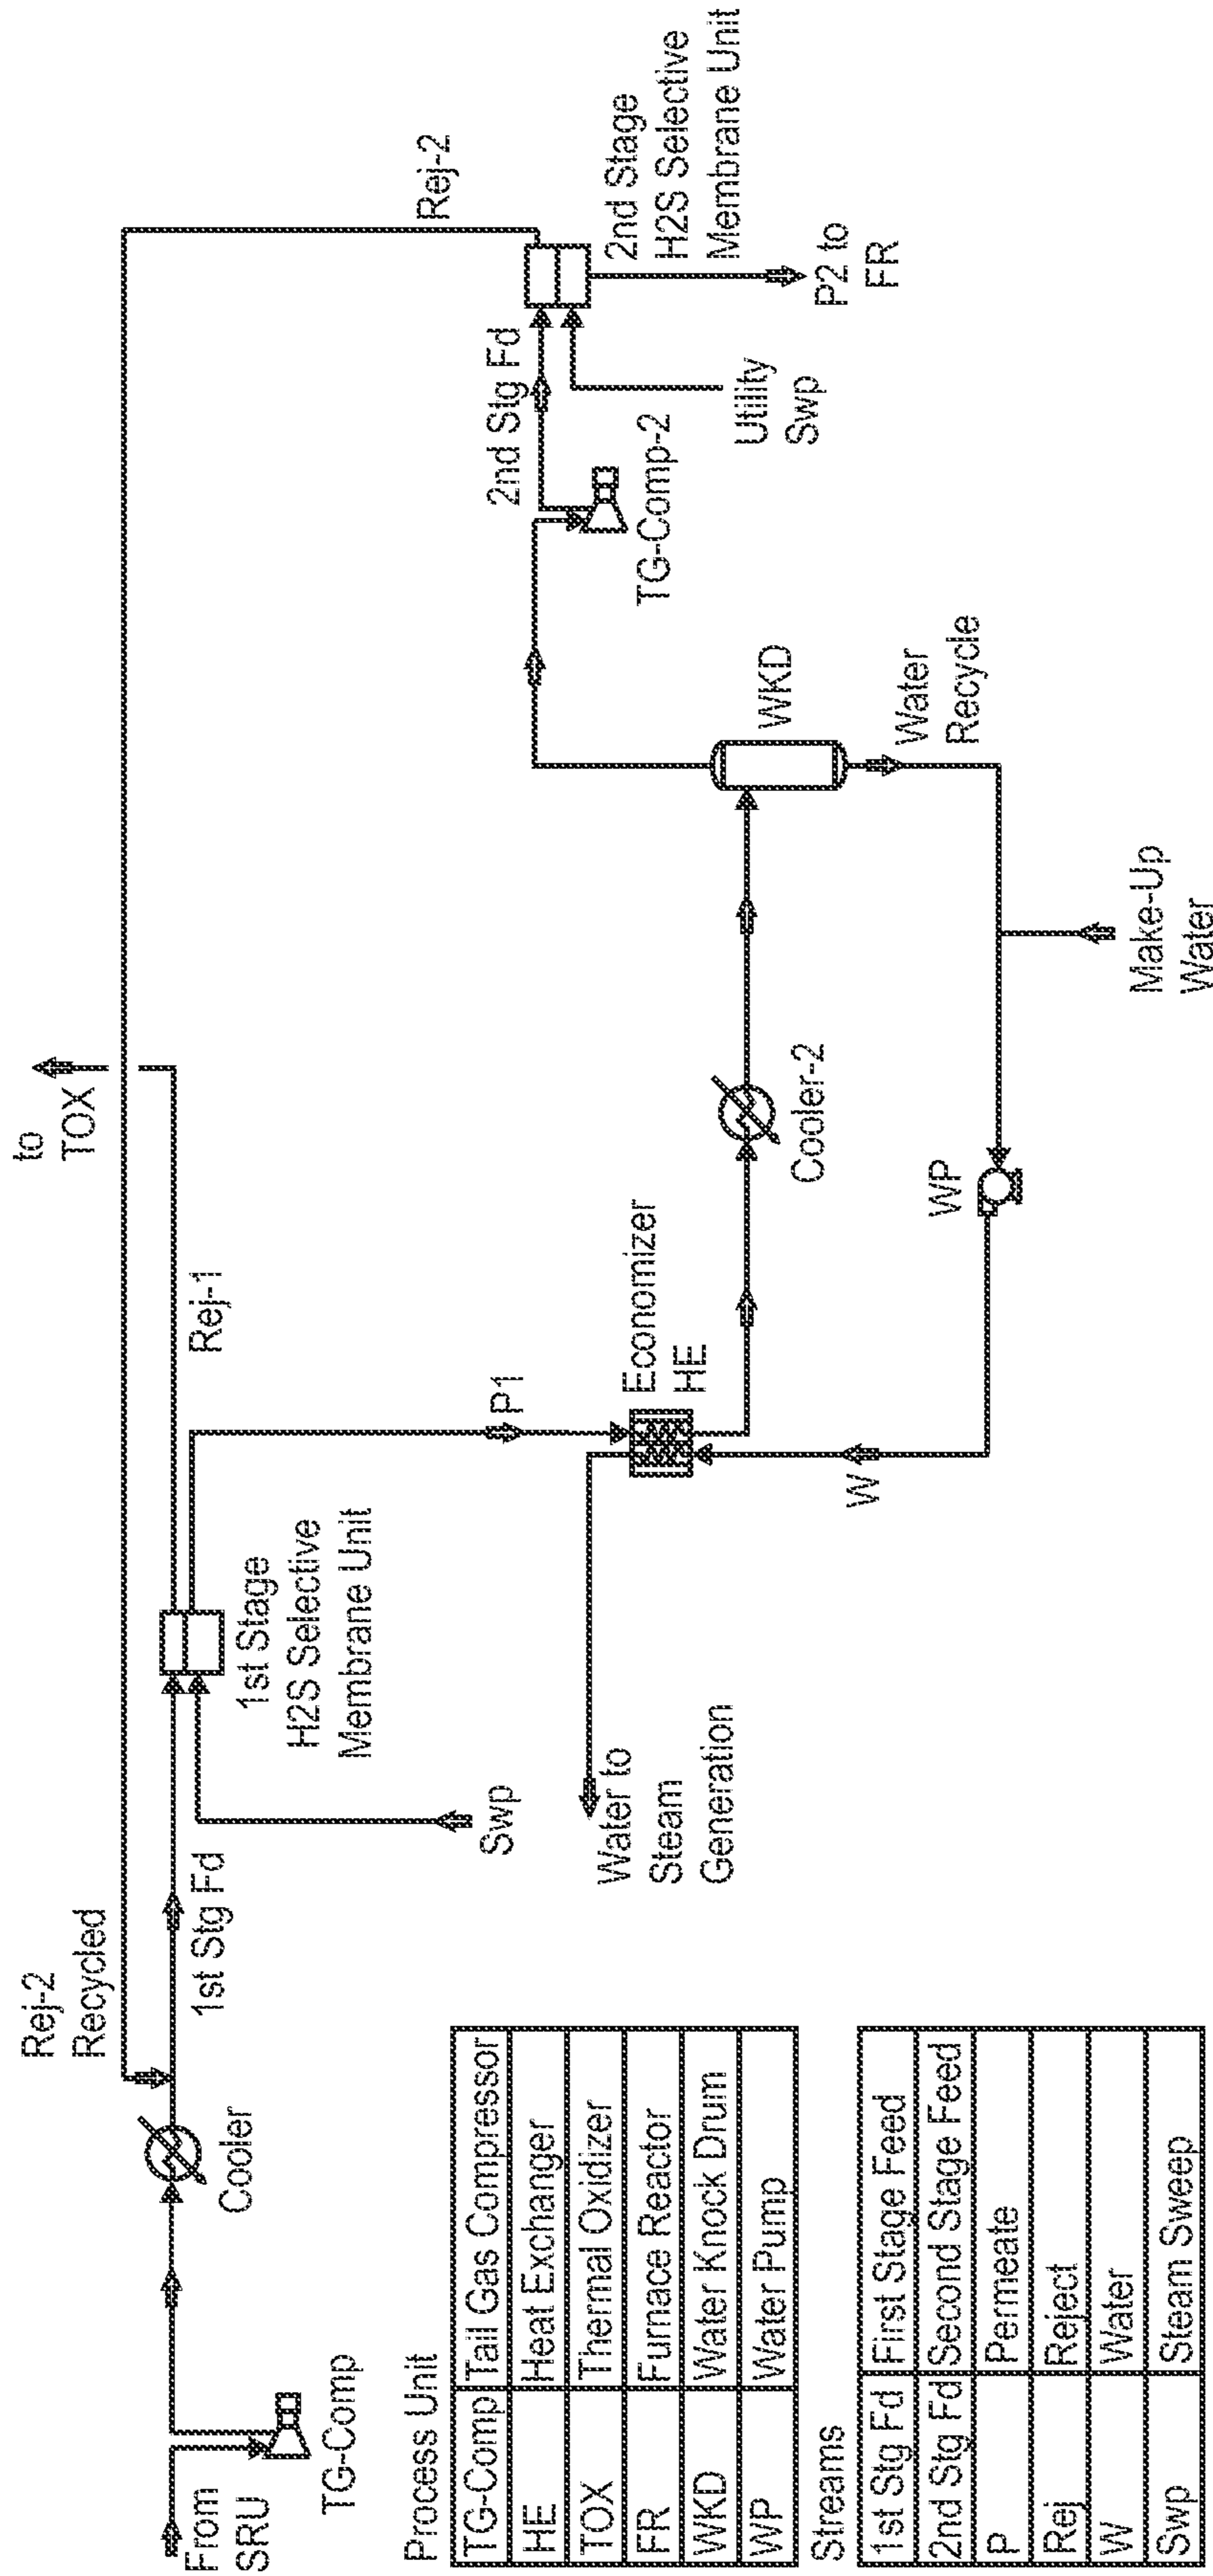 to
TOX
Rej-2
Recycled
Rej-1
Rej-2
1st Stg Fd
Cooler
From
SRU
TG-Comp
1st Stage
H2S Selective
Membrane Unit
Swp
P1
Economizer
HE
Water to
Steam
Generation
W
WP
Cooler-2
WKD
Water
Recycle
Make-Up
Water
TG-Comp-2
2nd Stg Fd
Utility
Swp
2nd Stage
H2S Selective
Membrane Unit
P2 to
FR
Process Unit
TG-Comp Tail Gas Compressor
HE Heat Exchanger
TOX Thermal Oxidizer
FR Furnace Reactor
WKD Water Knock Drum
WP Water Pump
Streams
1st Stg Fd First Stage Feed
2nd Stg Fd Second Stage Feed
P Permeate
Rej Reject
W Water
Swp Steam Sweep